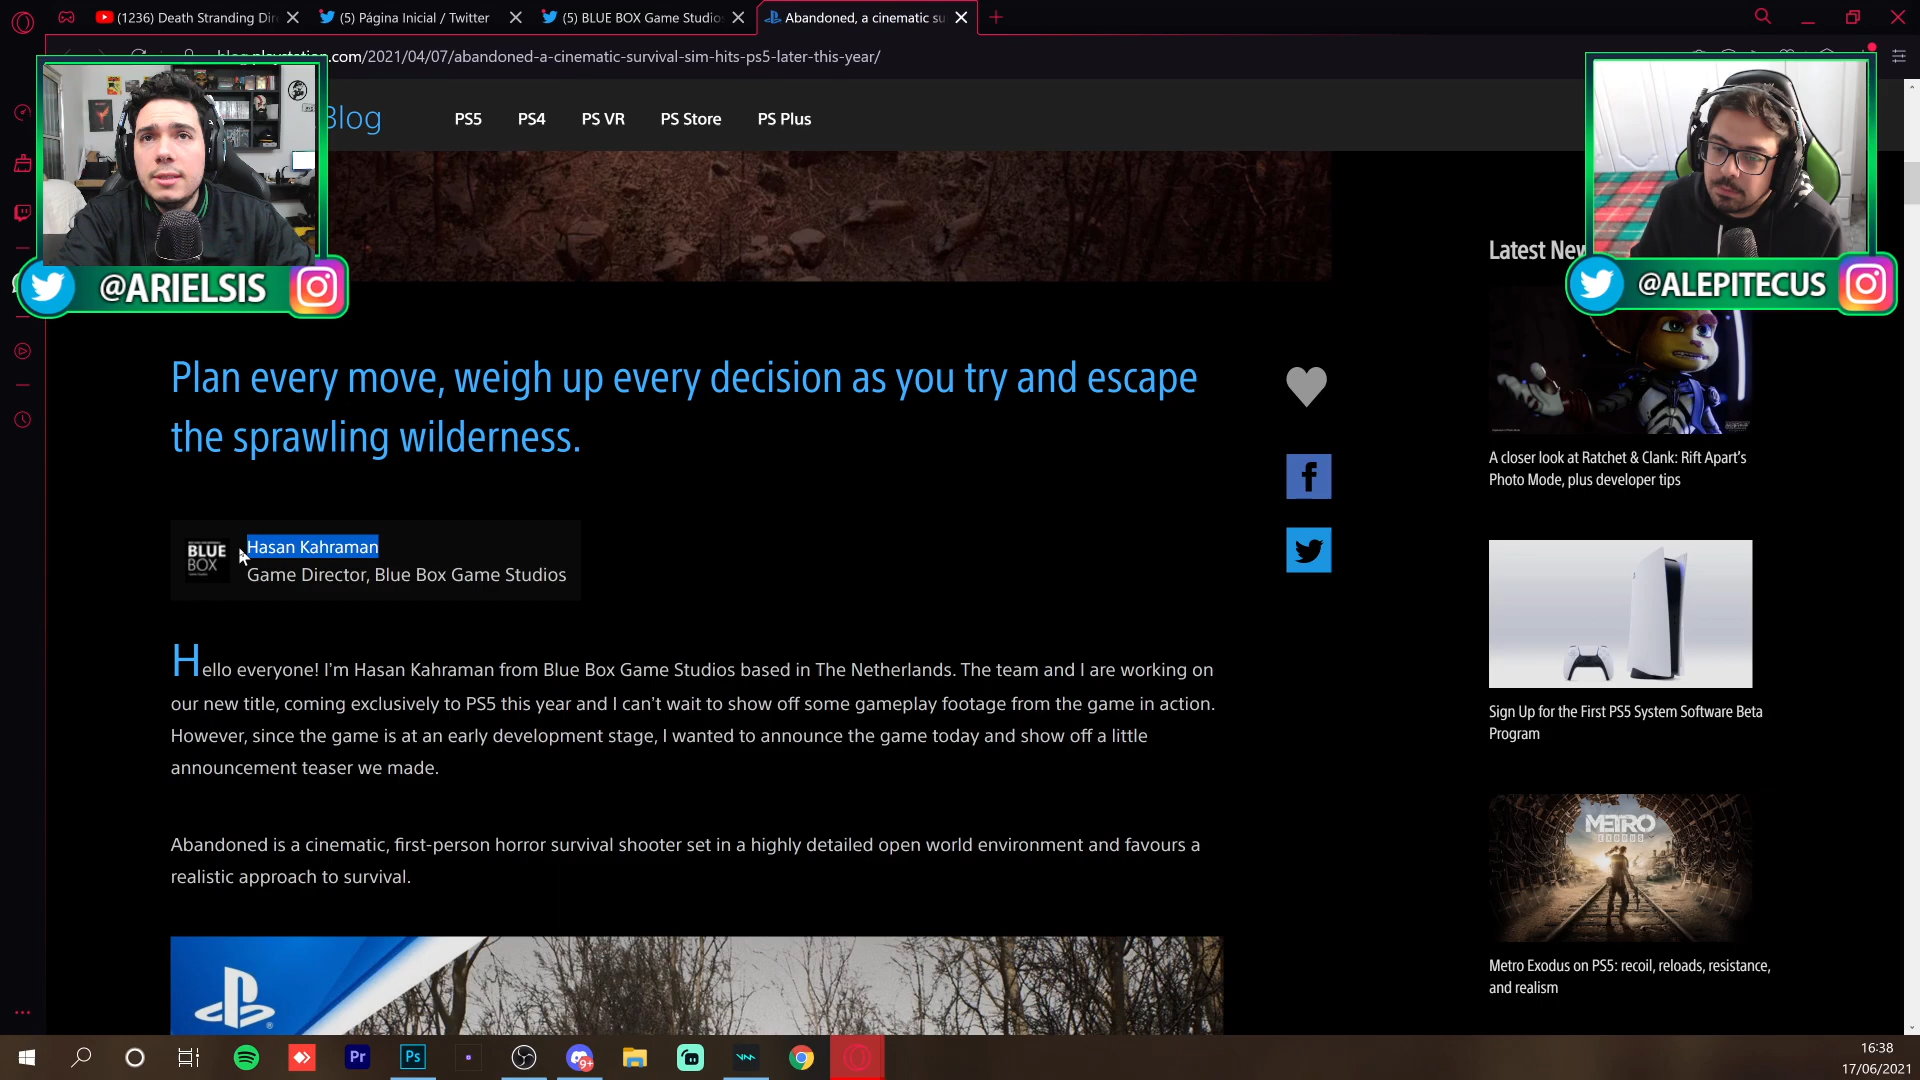 (1236) Death Stranding Dir
(5) Página Inicial / Twitter
(5) BLUE BOX Game Studio
Abandoned, a cinematic su
blog.playstation.com/2021/04/07/abandoned-a-cinematic-survival-sim-hits-ps5-later-this-year/
Blog
PS5
PS4
PS VR
PS Store
PS Plus
@ARIELSIS
@ALEPITECUS
Latest New
Plan every move, weigh up every decision as you try and escape
the sprawling wilderness.
BLUE
BOX
Hasan Kahraman
Game Director, Blue Box Game Studios
Hello everyone! I'm Hasan Kahraman from Blue Box Game Studios based in The Netherlands. The team and I are working on
our new title, coming exclusively to PS5 this year and I can't wait to show off some gameplay footage from the game in action.
However, since the game is at an early development stage, I wanted to announce the game today and show off a little
announcement teaser we made.
Abandoned is a cinematic, first-person horror survival shooter set in a highly detailed open world environment and favours a
realistic approach to survival.
A closer look at Ratchet & Clank: Rift Apart's
Photo Mode, plus developer tips
Sign Up for the First PS5 System Software Beta
Program
METRO
EXODUS
Metro Exodus on PS5: recoil, reloads, resistance,
and realism
Pr
Ps
9+
16:38
17/06/2021